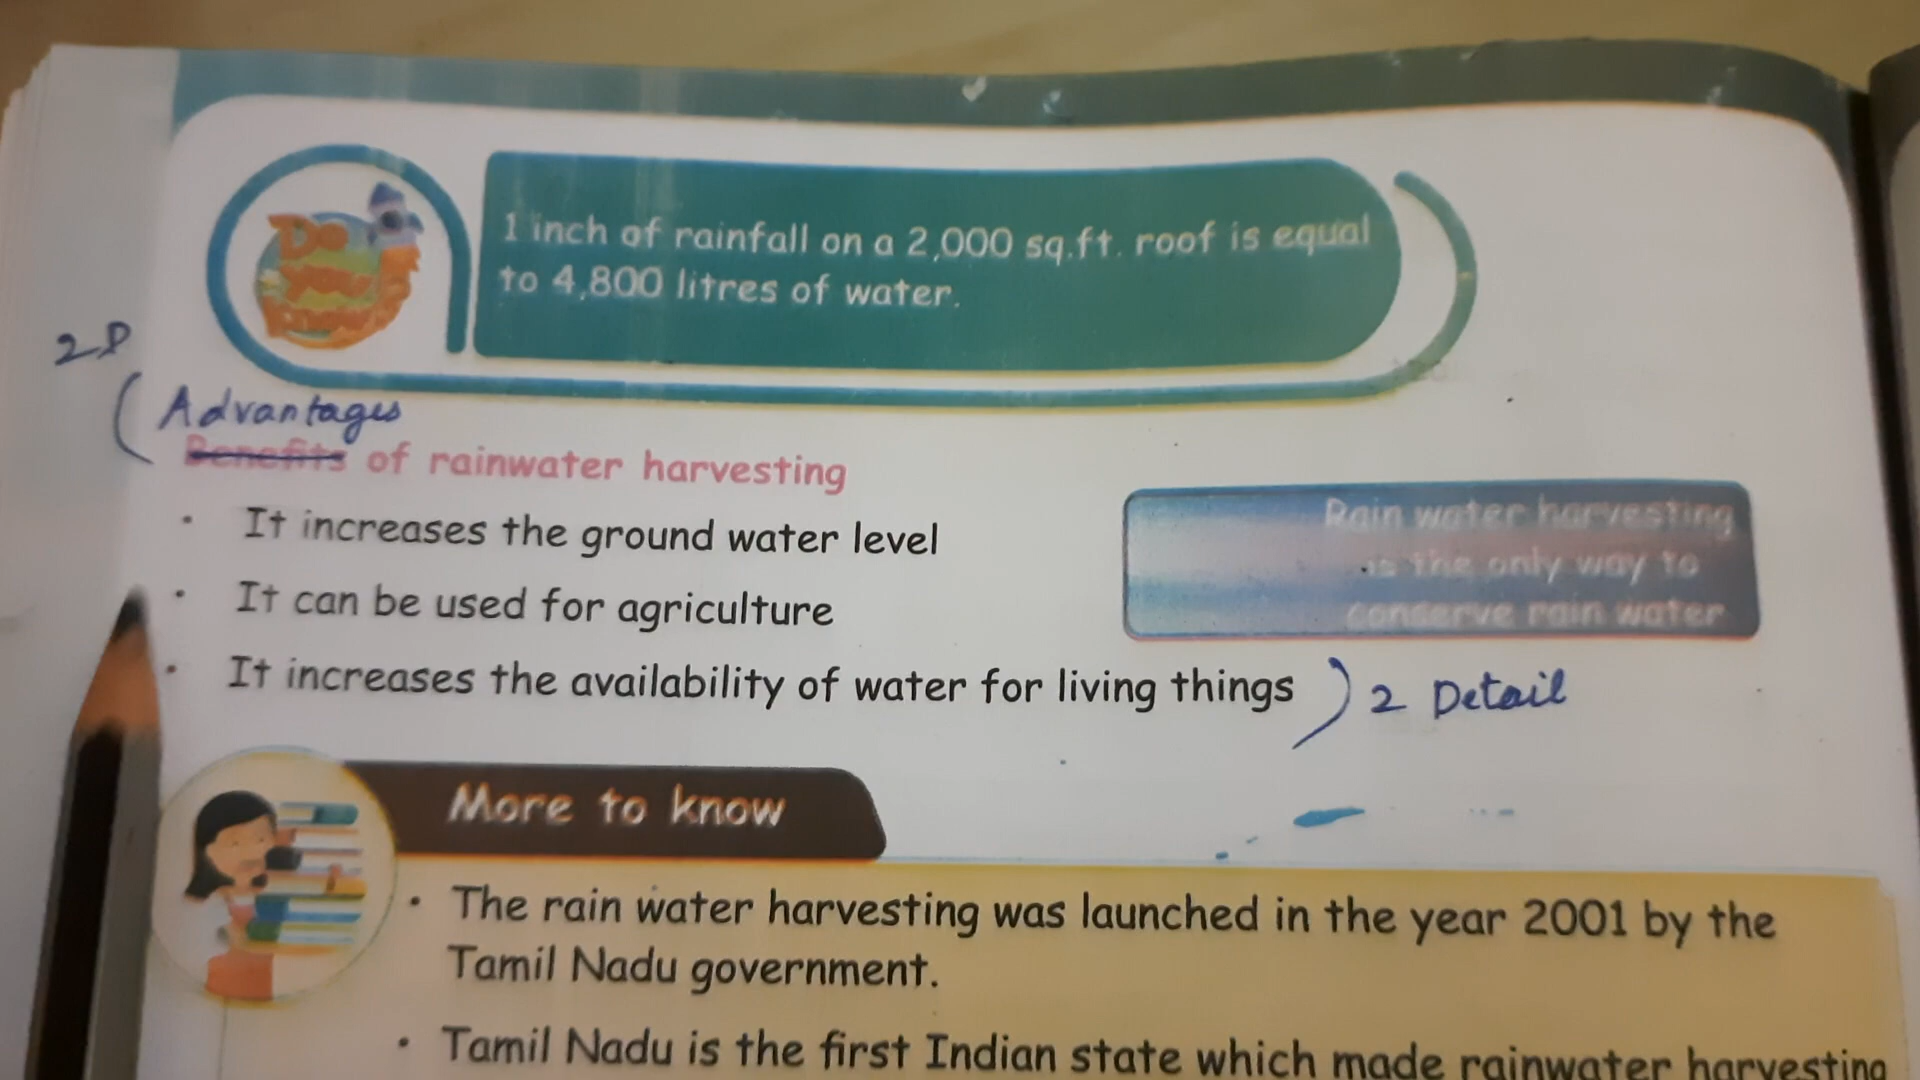 Do
you
Know
1 inch of rainfall on a 2,000 sq.ft. roof is equal
to 4,800 litres of water.
2D
Advantages
Benefits of rainwater harvesting
• It increases the ground water level
• It can be used for agriculture
• It increases the availability of water for living things ) 2 Detail
Rain water harvesting
is the only way to
conserve rain water
More to know
• The rain water harvesting was launched in the year 2001 by the
Tamil Nadu government.
• Tamil Nadu is the first Indian state which made rainwater harvesting